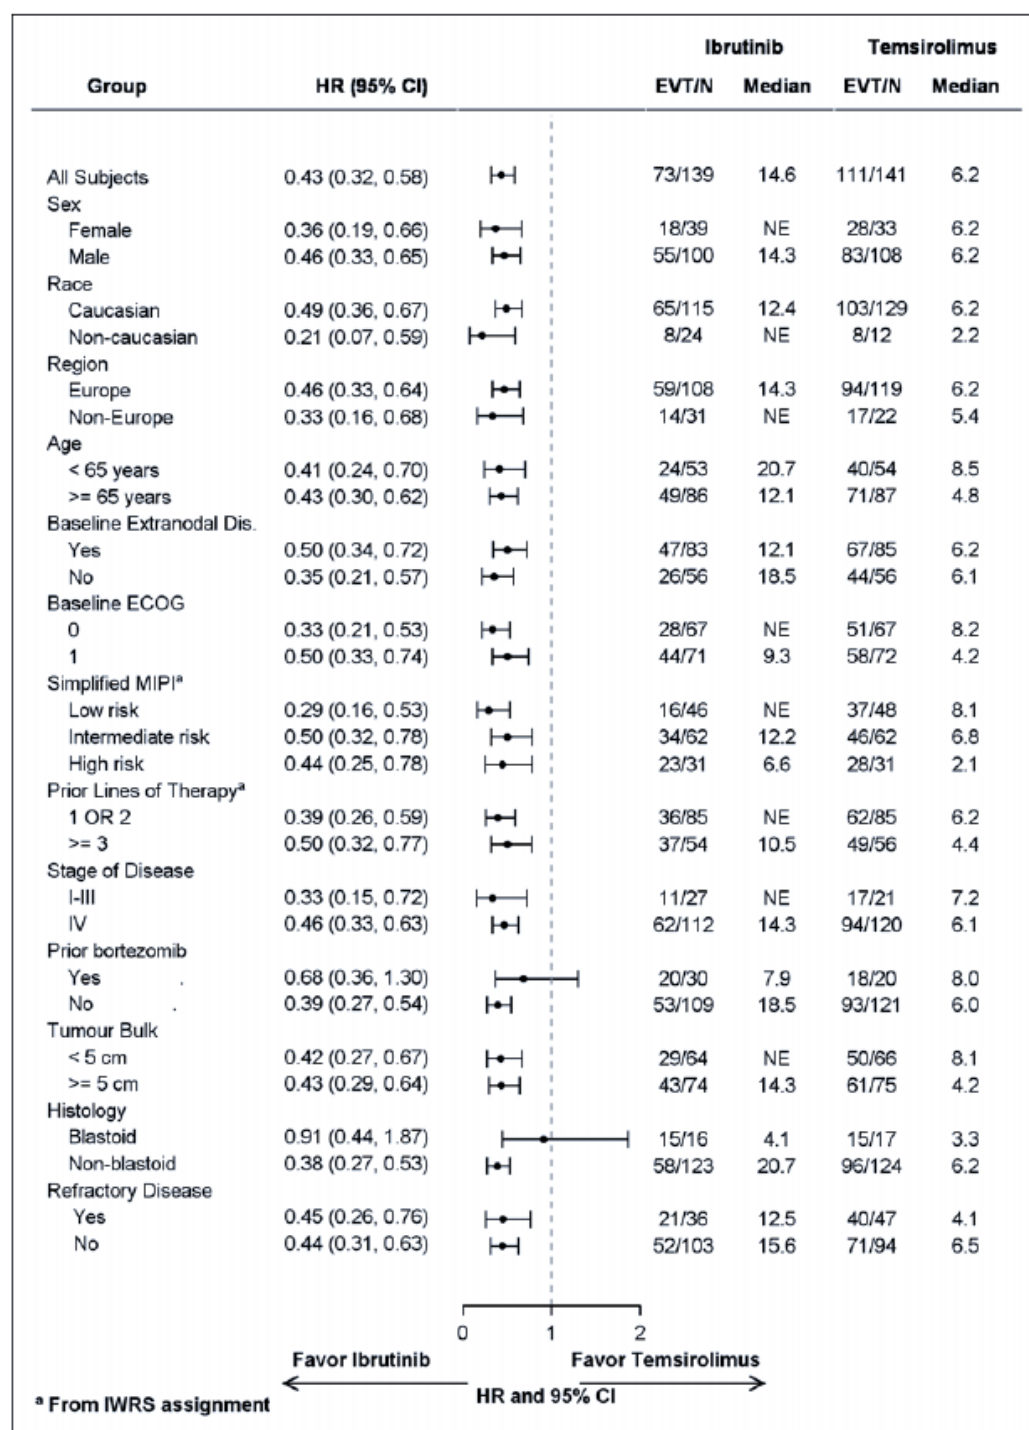 Ibrutinib Temsirolimus
Group HR (95% CI) EVT/N Median EVT/N Median
All Subjects 0.43 (0.32, 0.58) 73/139 14.6 111/141 6.2
Sex
Female 0.36 (0.19, 0.66) 18/39 NE 28/33 6.2
Male 0.46 (0.33, 0.65) 55/100 14.3 83/108 6.2
Race
Caucasian 0.49 (0.36, 0.67) 65/115 12.4 103/129 6.2
Non-caucasian 0.21 (0.07, 0.59) 8/24 NE 8/12 2.2
Region
Europe 0.46 (0.33, 0.64) 59/108 14.3 94/119 6.2
Non-Europe 0.33 (0.16, 0.68) 14/31 NE 17/22 5.4
Age
< 65 years 0.41 (0.24, 0.70) 24/53 20.7 40/54 8.5
>= 65 years 0.43 (0.30, 0.62) 49/86 12.1 71/87 4.8
Baseline Extranodal Dis.
Yes 0.50 (0.34, 0.72) 47/83 12.1 67/85 6.2
No 0.35 (0.21, 0.57) 26/56 18.5 44/56 6.1
Baseline ECOG
0 0.33 (0.21, 0.53) 28/67 NE 51/67 8.2
1 0.50 (0.33, 0.74) 44/71 9.3 58/72 4.2
Simplified MIPIᵃ
Low risk 0.29 (0.16, 0.53) 16/46 NE 37/48 8.1
Intermediate risk 0.50 (0.32, 0.78) 34/62 12.2 46/62 6.8
High risk 0.44 (0.25, 0.78) 23/31 6.6 28/31 2.1
Prior Lines of Therapyᵃ
1 OR 2 0.39 (0.26, 0.59) 36/85 NE 62/85 6.2
>= 3 0.50 (0.32, 0.77) 37/54 10.5 49/56 4.4
Stage of Disease
I-III 0.33 (0.15, 0.72) 11/27 NE 17/21 7.2
IV 0.46 (0.33, 0.63) 62/112 14.3 94/120 6.1
Prior bortezomib
Yes 0.68 (0.36, 1.30) 20/30 7.9 18/20 8.0
No 0.39 (0.27, 0.54) 53/109 18.5 93/121 6.0
Tumour Bulk
< 5 cm 0.42 (0.27, 0.67) 29/64 NE 50/66 8.1
>= 5 cm 0.43 (0.29, 0.64) 43/74 14.3 61/75 4.2
Histology
Blastoid 0.91 (0.44, 1.87) 15/16 4.1 15/17 3.3
Non-blastoid 0.38 (0.27, 0.53) 58/123 20.7 96/124 6.2
Refractory Disease
Yes 0.45 (0.26, 0.76) 21/36 12.5 40/47 4.1
No 0.44 (0.31, 0.63) 52/103 15.6 71/94 6.5
0 1 2
Favor Ibrutinib Favor Temsirolimus
HR and 95% CI
ᵃ From IWRS assignment